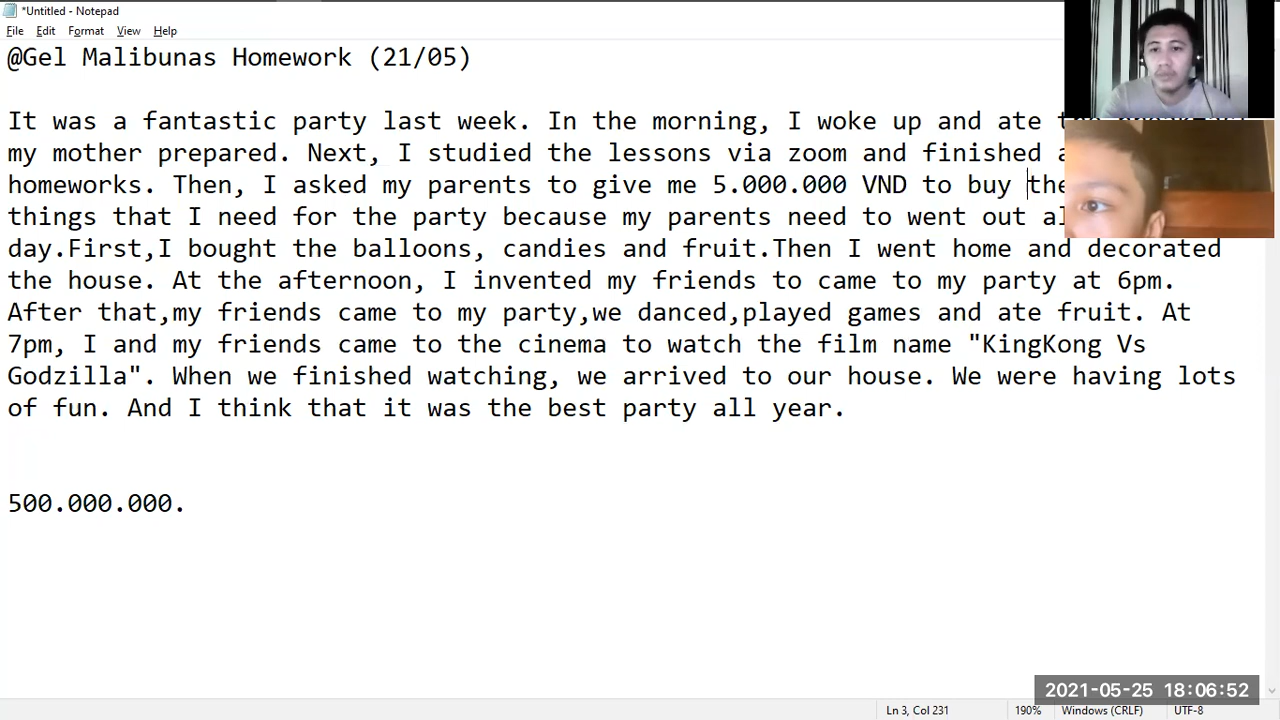 *Untitled - Notepad
File Edit Format View Help
@Gel Malibunas Homework (21/05)
It was a fantastic party last week. In the morning, I woke up and ate
my mother prepared. Next, I studied the lessons via zoom and finished
homeworks. Then, I asked my parents to give me 5.000.000 VND to buy the
things that I need for the party because my parents need to went out
day.First,I bought the balloons, candies and fruit.Then I went home and decorated
the house. At the afternoon, I invented my friends to came to my party at 6pm.
After that,my friends came to my party,we danced,played games and ate fruit. At
7pm, I and my friends came to the cinema to watch the film name "KingKong Vs
Godzilla". When we finished watching, we arrived to our house. We were having lots
of fun. And I think that it was the best party all year.
500.000.000.
2021-05-25 18:06:52
Ln 3, Col 231 190% Windows (CRLF) UTF-8